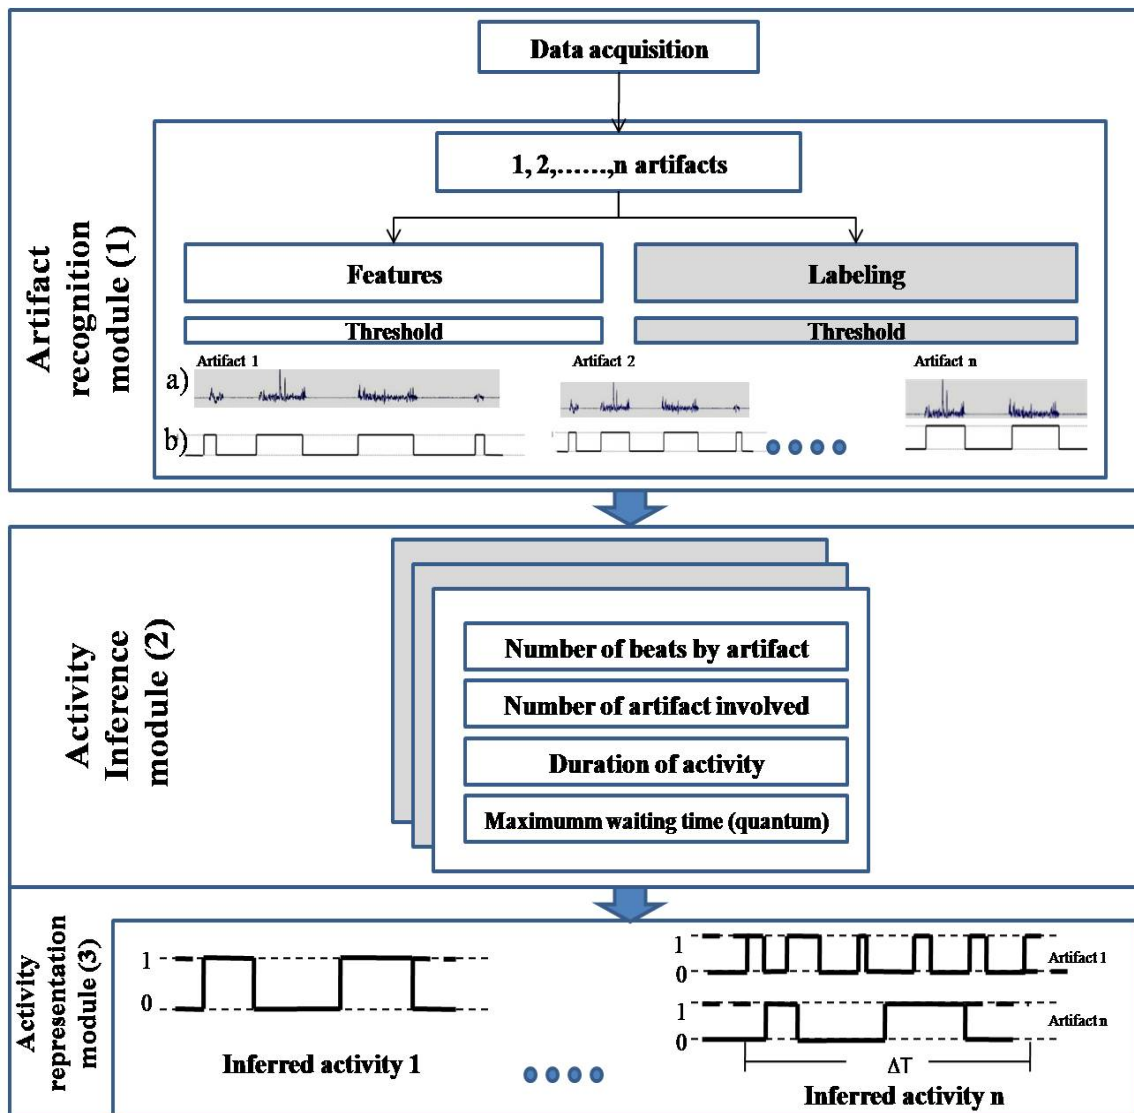 Data acquisition
1, 2,......,n artifacts
Artifact
recognition
module (1)
Features
Labeling
Threshold
Threshold
Artifact 1
Artifact 2
Artifact n
a)
b)
Activity
Inference
module (2)
Number of beats by artifact
Number of artifact involved
Duration of activity
Maximumm waiting time (quantum)
Activity
representation
module (3)
1
0
Inferred activity 1
1
0
Artifact 1
1
0
Artifact n
ΔT
Inferred activity n